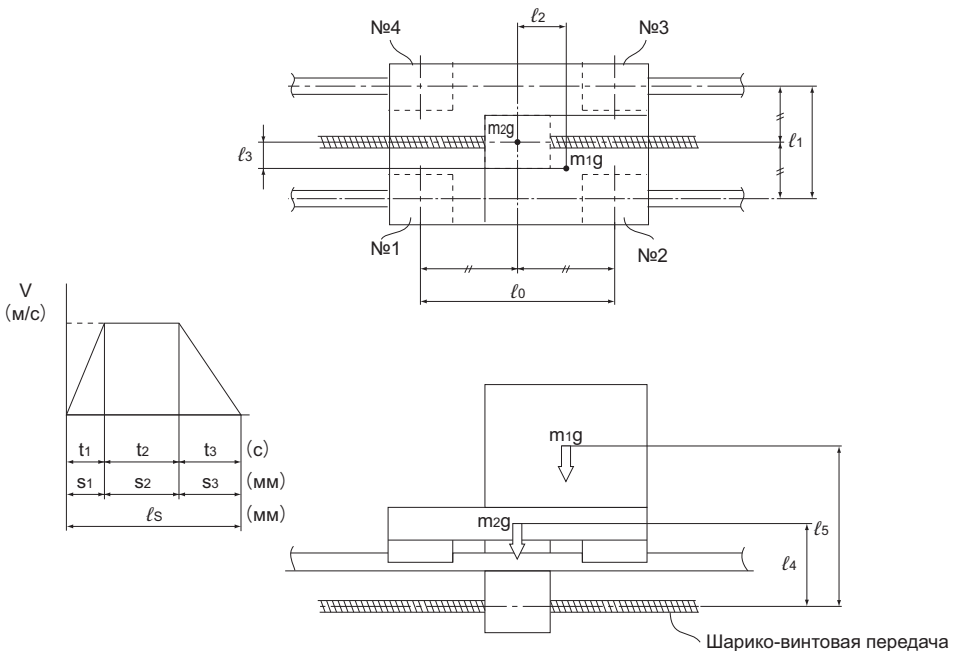 ℓ2
№4
№3
m2g
ℓ1
ℓ3
m1g
№1
№2
ℓ0
V
(м/с)
t1 t2 t3 (с)
s1 s2 s3 (мм)
ℓs (мм)
m1g
m2g
ℓ5
ℓ4
Шарико-винтовая передача